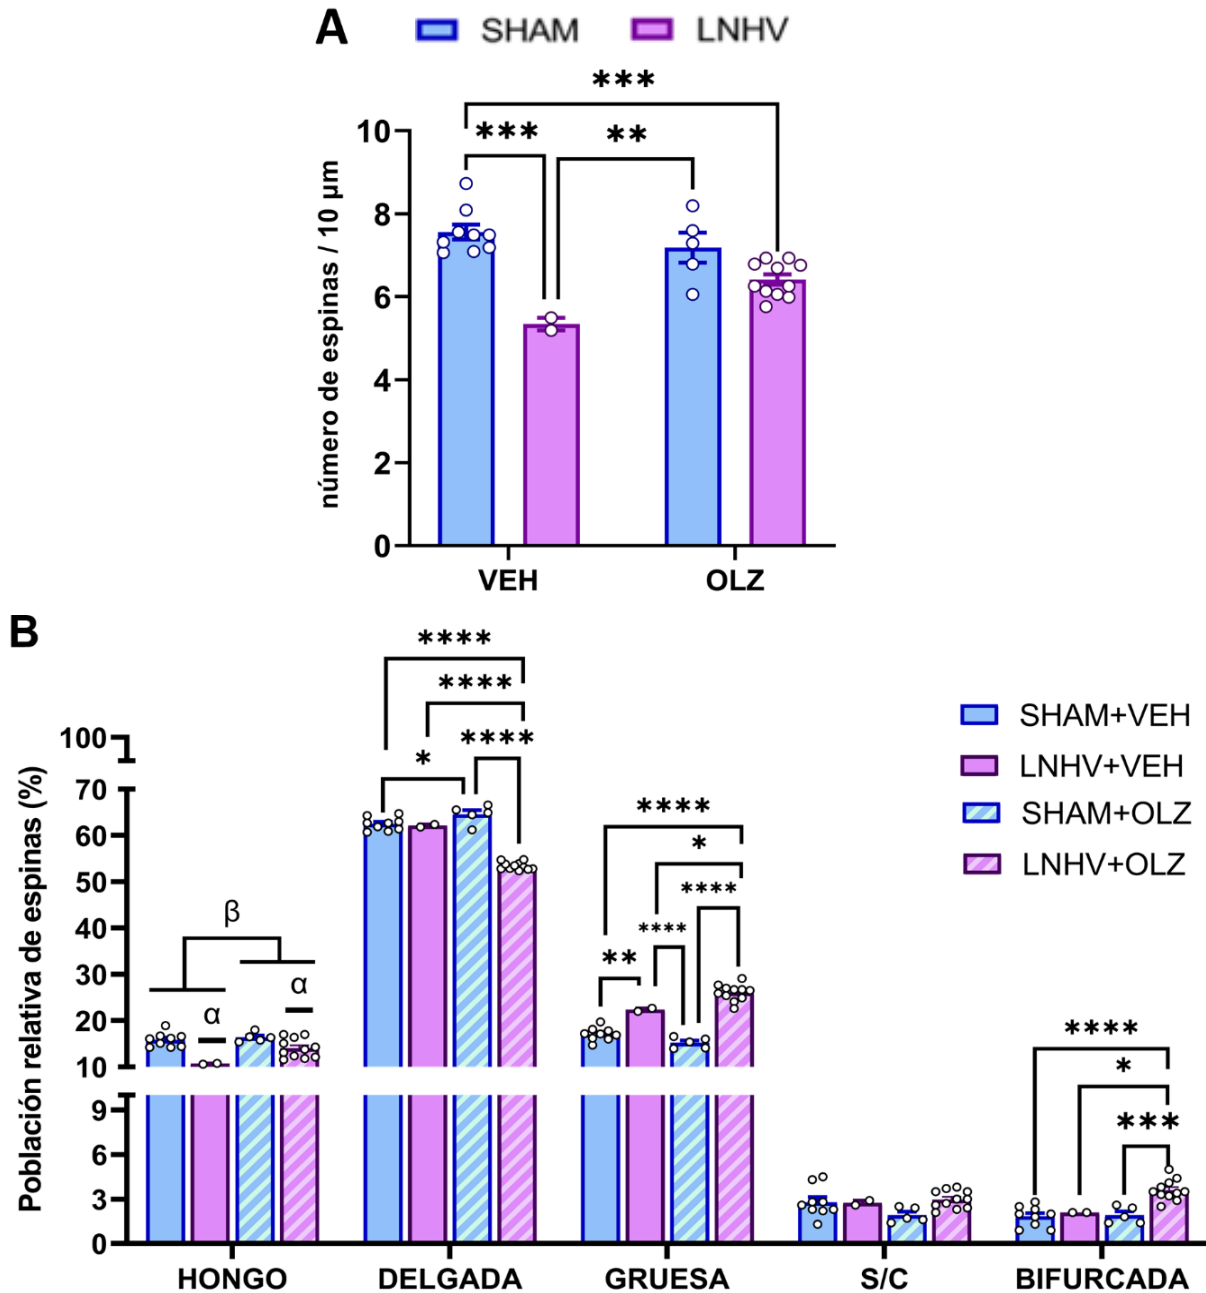 A
SHAM LNHV
***
*** **
número de espinas / 10 µm
10
8
6
4
2
0
VEH OLZ
B
****
****
****
*
SHAM+VEH
LNHV+VEH
SHAM+OLZ
LNHV+OLZ
Población relativa de espinas (%)
100
70
60
50
40
30
20
10
9
6
3
0
β
α
α
****
*
****
****
**
****
*
***
HONGO DELGADA GRUESA S/C BIFURCADA